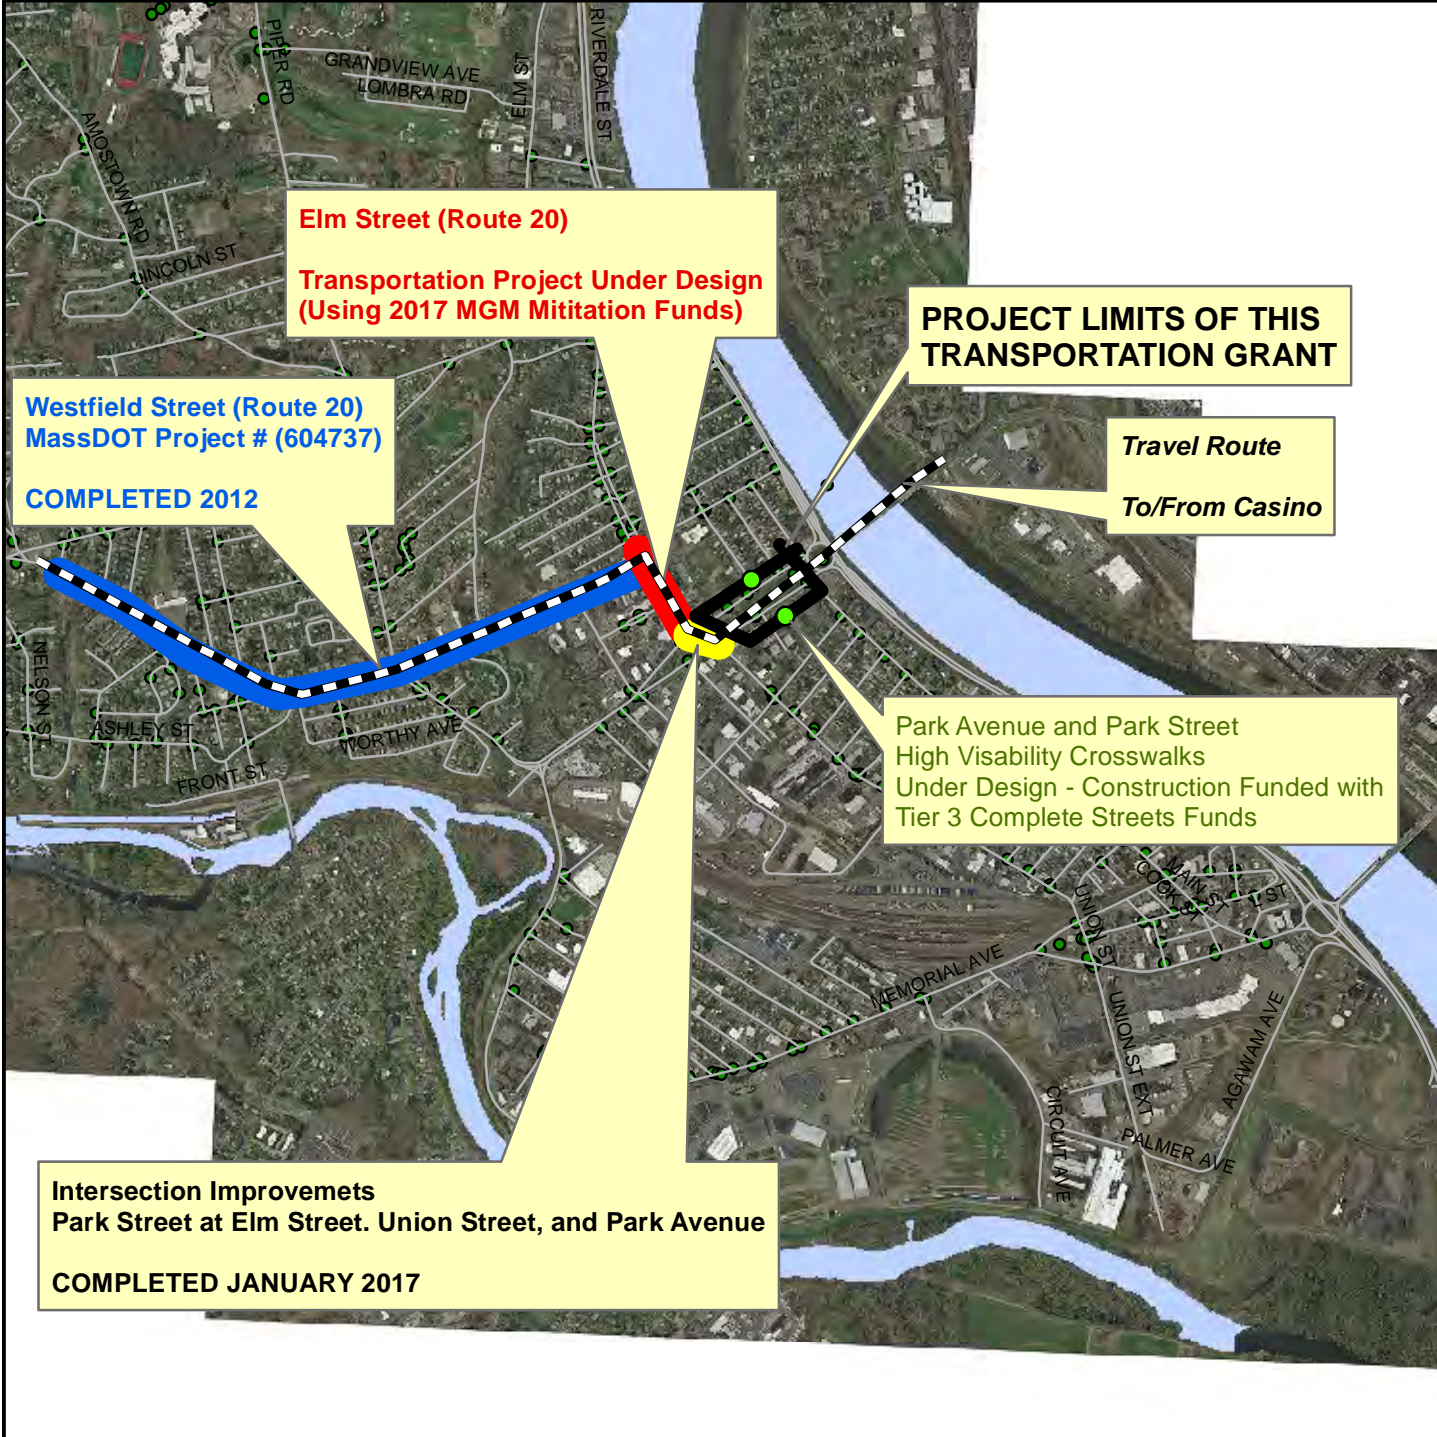 PIPER RD
GRANDVIEW AVE
LOMBRA RD
ELM ST
RIVERDALE ST
AMOSTOWN RD
LINCOLN ST
Elm Street (Route 20)
Transportation Project Under Design
(Using 2017 MGM Mititation Funds)
PROJECT LIMITS OF THIS
TRANSPORTATION GRANT
Westfield Street (Route 20)
MassDOT Project # (604737)
COMPLETED 2012
Travel Route
To/From Casino
NELSON ST
ASHLEY ST
WORTHY AVE
FRONT ST
Park Avenue and Park Street
High Visability Crosswalks
Under Design - Construction Funded with
Tier 3 Complete Streets Funds
MAIN ST
COOK ST
ST
UNION ST
MEMORIAL AVE
UNION ST EXT
AGAWAM AVE
CIRCUIT AVE
PALMER AVE
Intersection Improvemets
Park Street at Elm Street. Union Street, and Park Avenue
COMPLETED JANUARY 2017